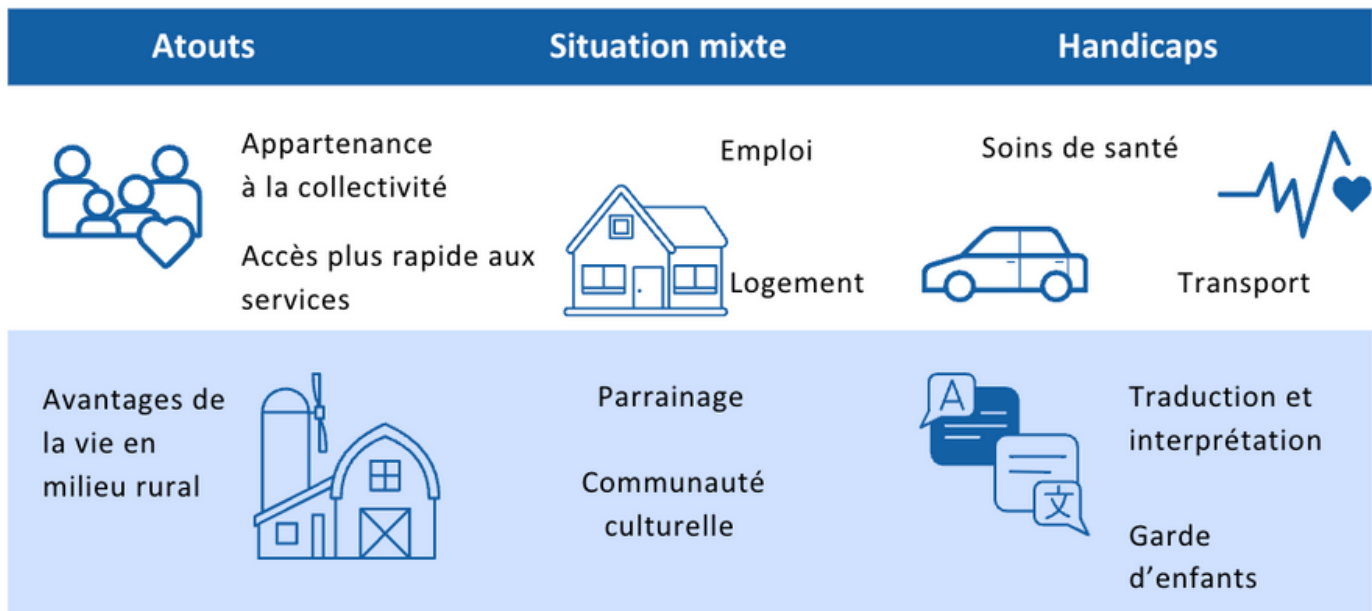 Atouts
Situation mixte
Handicaps
Appartenance
à la collectivité
Accès plus rapide aux
services
Emploi
Logement
Soins de santé
Transport
Avantages de
la vie en
milieu rural
Parrainage
Communauté
culturelle
A
文
Traduction et
interprétation
Garde
d'enfants